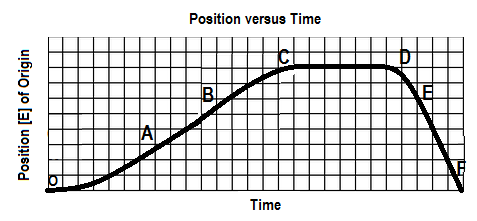 Position versus Time
Position [E] of Origin
C
D
E
B
A
F
O
Time